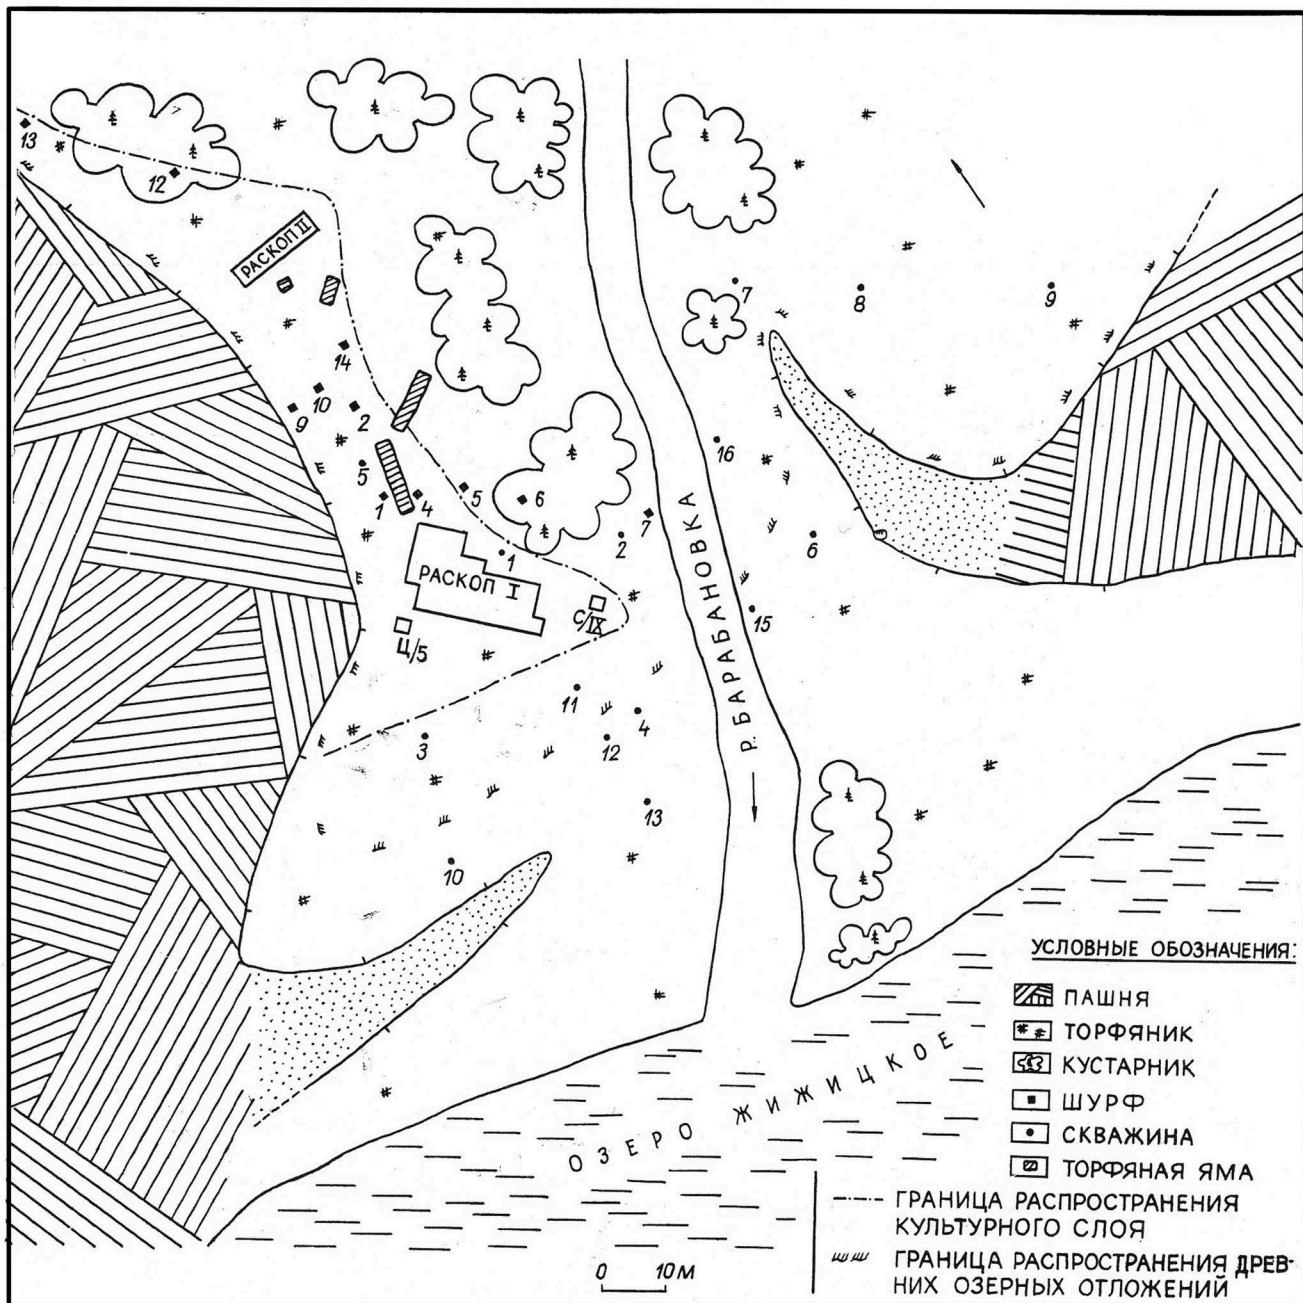 13
12
РАСКОП II
7
8
9
14
10
9
2
5
1
4
5
6
7
16
2
6
1
РАСКОП I
С/IX
Ц/5
15
Р. БАРАБАНОВКА
11
4
3
12
13
10
ОЗЕРО ЖИЖИЦКОЕ
УСЛОВНЫЕ ОБОЗНАЧЕНИЯ:
ПАШНЯ
ТОРФЯНИК
КУСТАРНИК
ШУРФ
СКВАЖИНА
ТОРФЯНАЯ ЯМА
ГРАНИЦА РАСПРОСТРАНЕНИЯ
КУЛЬТУРНОГО СЛОЯ
ГРАНИЦА РАСПРОСТРАНЕНИЯ ДРЕВ-
НИХ ОЗЕРНЫХ ОТЛОЖЕНИЙ
0 10 М